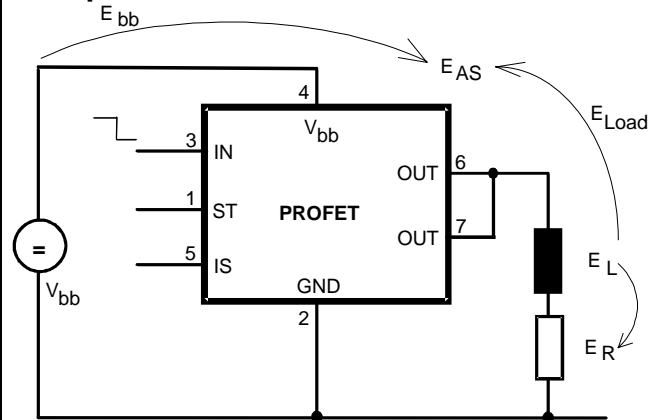 E bb
E AS
E Load
4
V bb
3 IN
OUT 6
1 ST
PROFET
OUT 7
5 IS
=
V bb
GND
2
E L
E R